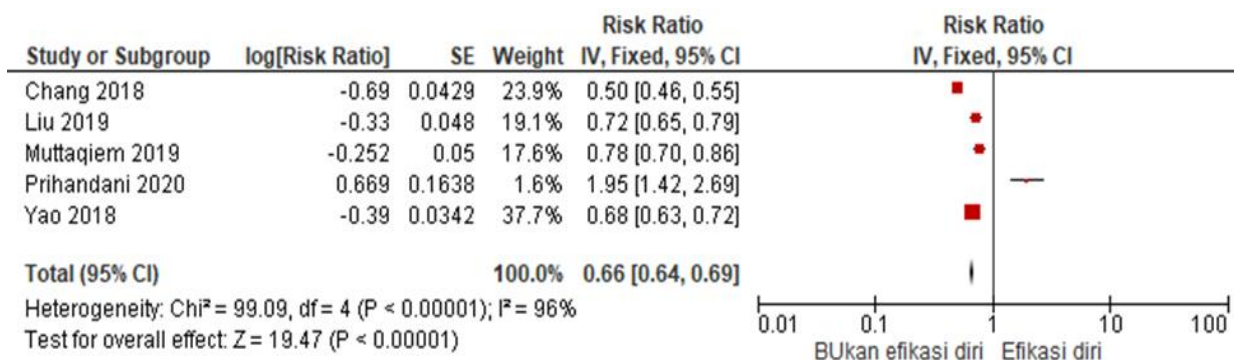 Risk Ratio Risk Ratio
Study or Subgroup log[Risk Ratio] SE Weight IV, Fixed, 95% CI IV, Fixed, 95% CI
Chang 2018 -0.69 0.0429 23.9% 0.50 [0.46, 0.55]
Liu 2019 -0.33 0.048 19.1% 0.72 [0.65, 0.79]
Muttaqiem 2019 -0.252 0.05 17.6% 0.78 [0.70, 0.86]
Prihandani 2020 0.669 0.1638 1.6% 1.95 [1.42, 2.69]
Yao 2018 -0.39 0.0342 37.7% 0.68 [0.63, 0.72]
Total (95% CI) 100.0% 0.66 [0.64, 0.69]
Heterogeneity: Chi² = 99.09, df = 4 (P < 0.00001); I² = 96%
Test for overall effect: Z = 19.47 (P < 0.00001)
0.01 0.1 1 10 100
BUkan efikasi diri Efikasi diri